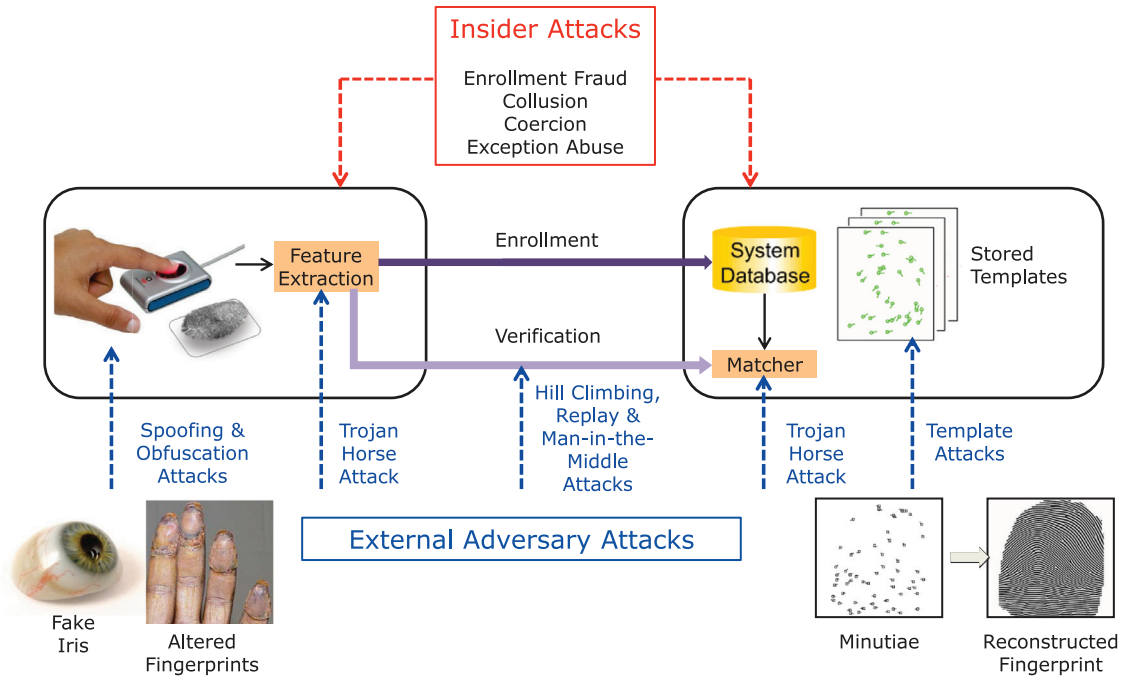 Insider Attacks
Enrollment Fraud
Collusion
Coercion
Exception Abuse
Feature
Extraction
Enrollment
System
Database
Stored
Templates
Verification
Matcher
Spoofing &
Obfuscation
Attacks
Trojan
Horse
Attack
Hill Climbing,
Replay &
Man-in-the-
Middle
Attacks
Trojan
Horse
Attack
Template
Attacks
External Adversary Attacks
Fake
Iris
Altered
Fingerprints
Minutiae
Reconstructed
Fingerprint